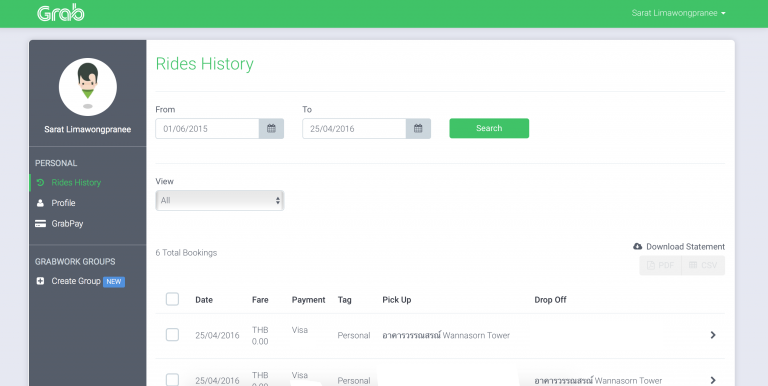 Grab
Sarat Limawongpranee
Sarat Limawongpranee
PERSONAL
Rides History
Profile
GrabPay
GRABWORK GROUPS
Create Group NEW
Rides History
From To
01/06/2015 25/04/2016 Search
View
All
6 Total Bookings
Download Statement
PDF CSV
Date Fare Payment Tag Pick Up Drop Off
25/04/2016 THB 0.00 Visa Personal อาคารวรรณสรณ์ Wannasorn Tower
25/04/2016 THB 0.00 Visa Personal อาคารวรรณสรณ์ Wannasorn Tower